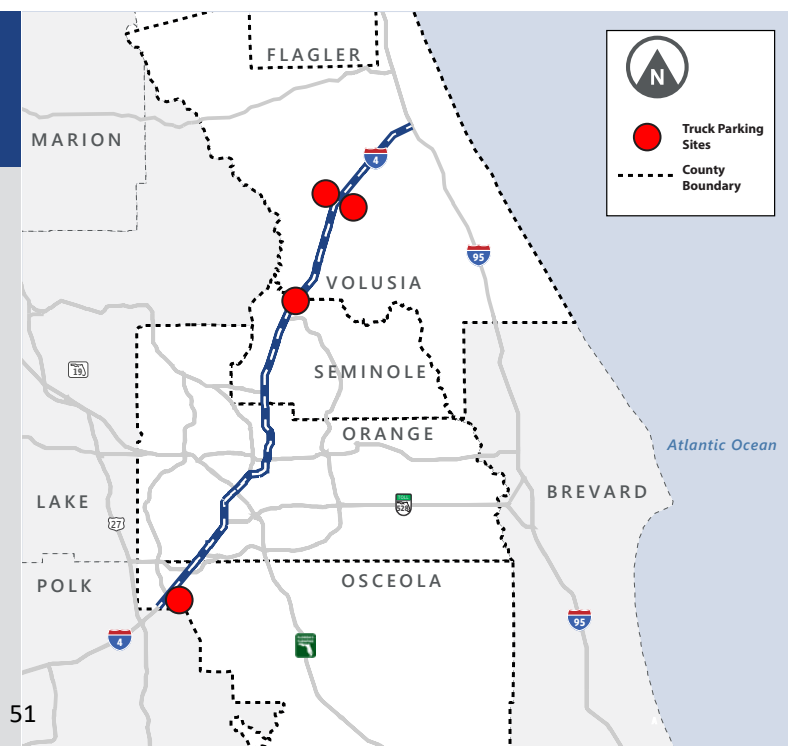 FLAGLER
N
MARION
Truck Parking
Sites
4
County
Boundary
95
VOLUSIA
19
SEMINOLE
ORANGE
Atlantic Ocean
BREVARD
LAKE
TOLL
528
27
POLK
OSCEOLA
95
4
51